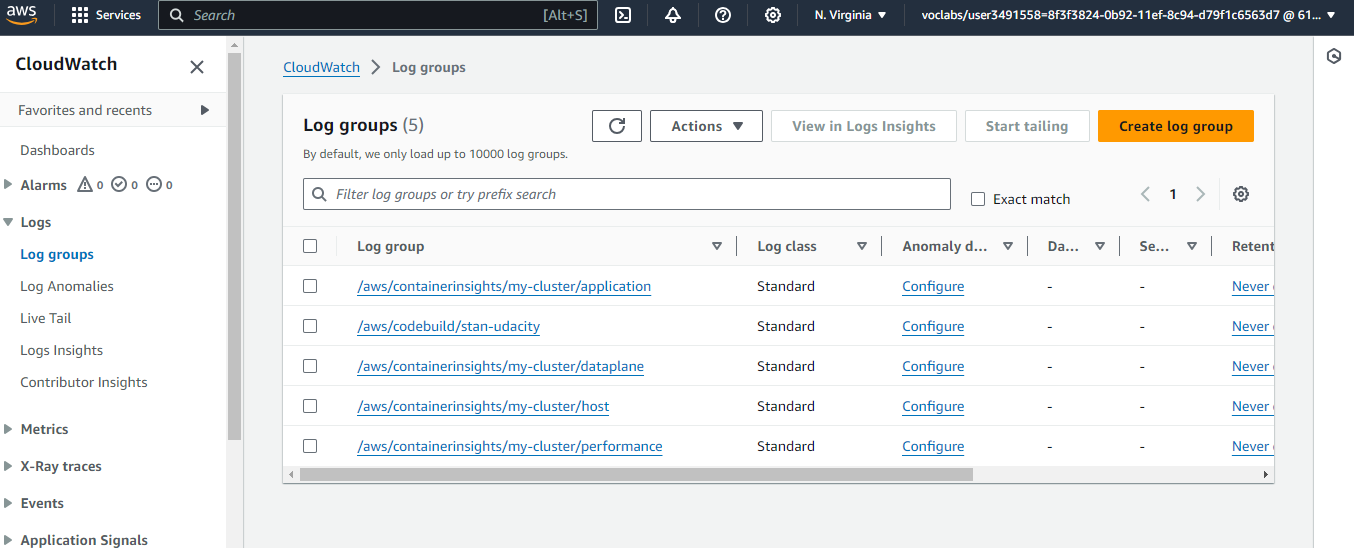 aws Services Search [Alt+S] N. Virginia voclabs/user3491558=8f3f3824-0b92-11ef-8c94-d79f1c6563d7 @ 61...
CloudWatch
Favorites and recents
Dashboards
Alarms 0 0 0
Logs
Log groups
Log Anomalies
Live Tail
Logs Insights
Contributor Insights
Metrics
X-Ray traces
Events
Application Signals
CloudWatch Log groups
Log groups (5) Actions View in Logs Insights Start tailing Create log group
By default, we only load up to 10000 log groups.
Filter log groups or try prefix search Exact match 1
Log group Log class Anomaly d... Da... Se... Retent
/aws/containerinsights/my-cluster/application Standard Configure - - Never
/aws/codebuild/stan-udacity Standard Configure - - Never
/aws/containerinsights/my-cluster/dataplane Standard Configure - - Never
/aws/containerinsights/my-cluster/host Standard Configure - - Never
/aws/containerinsights/my-cluster/performance Standard Configure - - Never